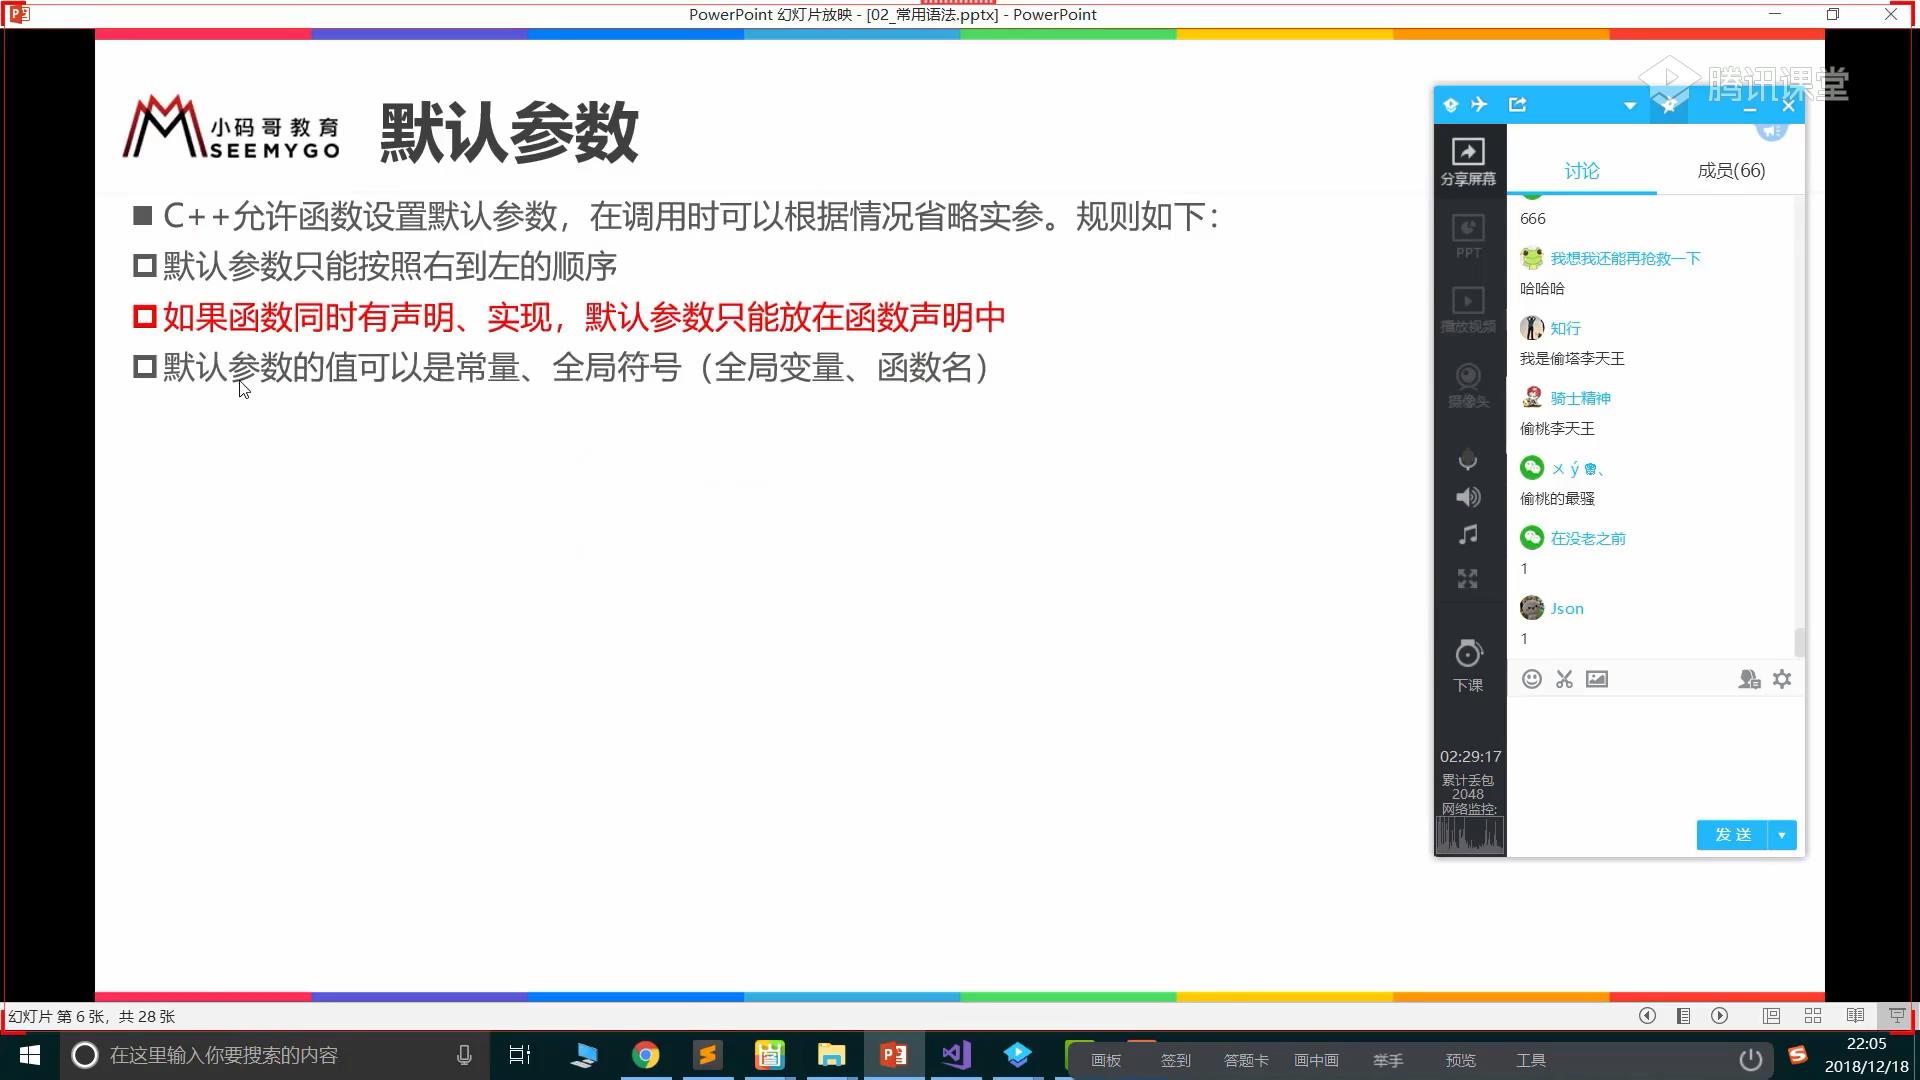 PowerPoint 幻灯片放映 - [02_常用语法.pptx] - PowerPoint
腾讯课堂
小码哥教育
SEEMYGO
默认参数
C++允许函数设置默认参数，在调用时可以根据情况省略实参。规则如下：
默认参数只能按照右到左的顺序
如果函数同时有声明、实现，默认参数只能放在函数声明中
默认参数的值可以是常量、全局符号（全局变量、函数名）
分享屏幕
PPT
播放视频
摄像头
下课
02:29:17
累计丢包
2048
网络监控:
讨论
成员(66)
666
我想我还能再抢救一下
哈哈哈
知行
我是偷塔李天王
骑士精神
偷桃李天王
偷桃的最骚
在没老之前
1
Json
1
发送
幻灯片 第 6 张，共 28 张
在这里输入你要搜索的内容
画板
签到
答题卡
画中画
举手
预览
工具
22:05
2018/12/18